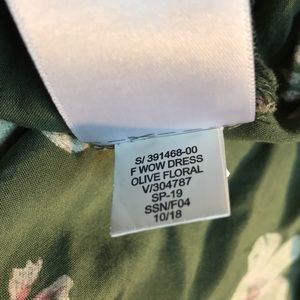 S/ 391468-00
F WOW DRESS
OLIVE FLORAL
V/304787
SP-19
SSN/F04
10/18